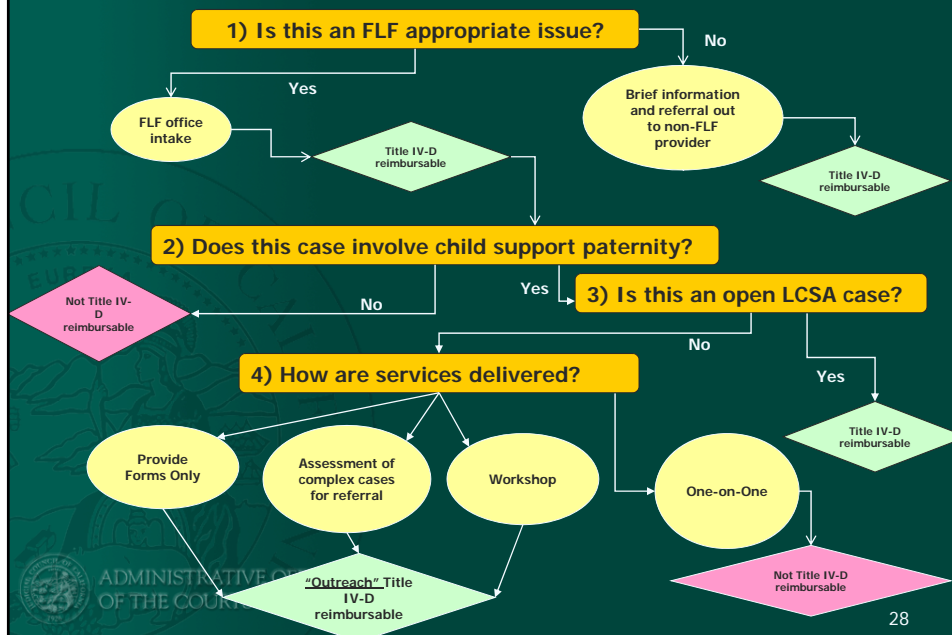 1) Is this an FLF appropriate issue?
No
Yes
FLF office
intake
Brief information
and referral out
to non-FLF
provider
Title IV-D
reimbursable
Title IV-D
reimbursable
2) Does this case involve child support paternity?
Not Title IV-
D
reimbursable
No
Yes
3) Is this an open LCSA case?
No
Yes
4) How are services delivered?
Title IV-D
reimbursable
Provide
Forms Only
Assessment of
complex cases
for referral
Workshop
One-on-One
"Outreach" Title
IV-D
reimbursable
Not Title IV-D
reimbursable
ADMINISTRATIVE
OF THE
28